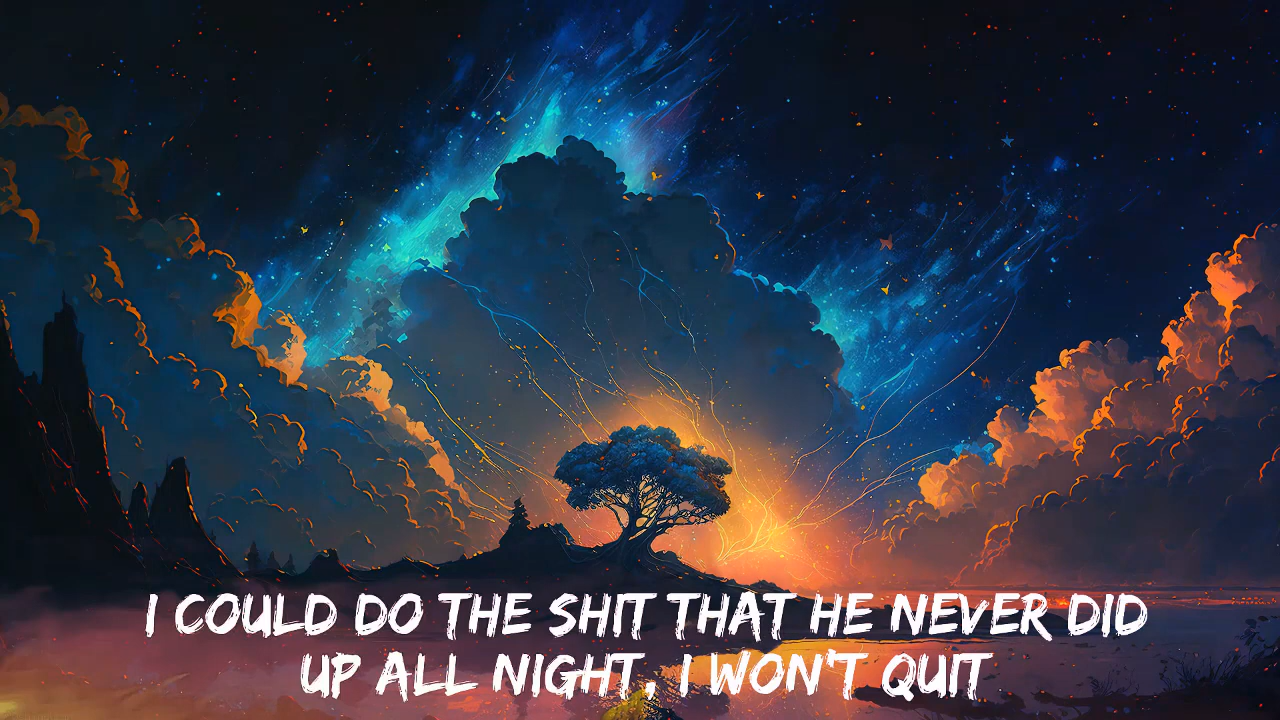 I COULD DO THE SHIT THAT HE NEVER DID
UP ALL NIGHT, I WON'T QUIT